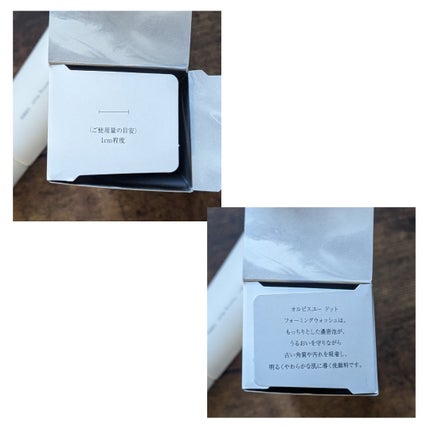 (ご使用量の目安)
1cm程度
オルビスユー ドット
フォーミングウォッシュは、
もっちりとした濃密泡が、
うるおいを守りながら
古い角質や汚れを吸着し、
明るくやわらかな肌に導く洗顔料です。